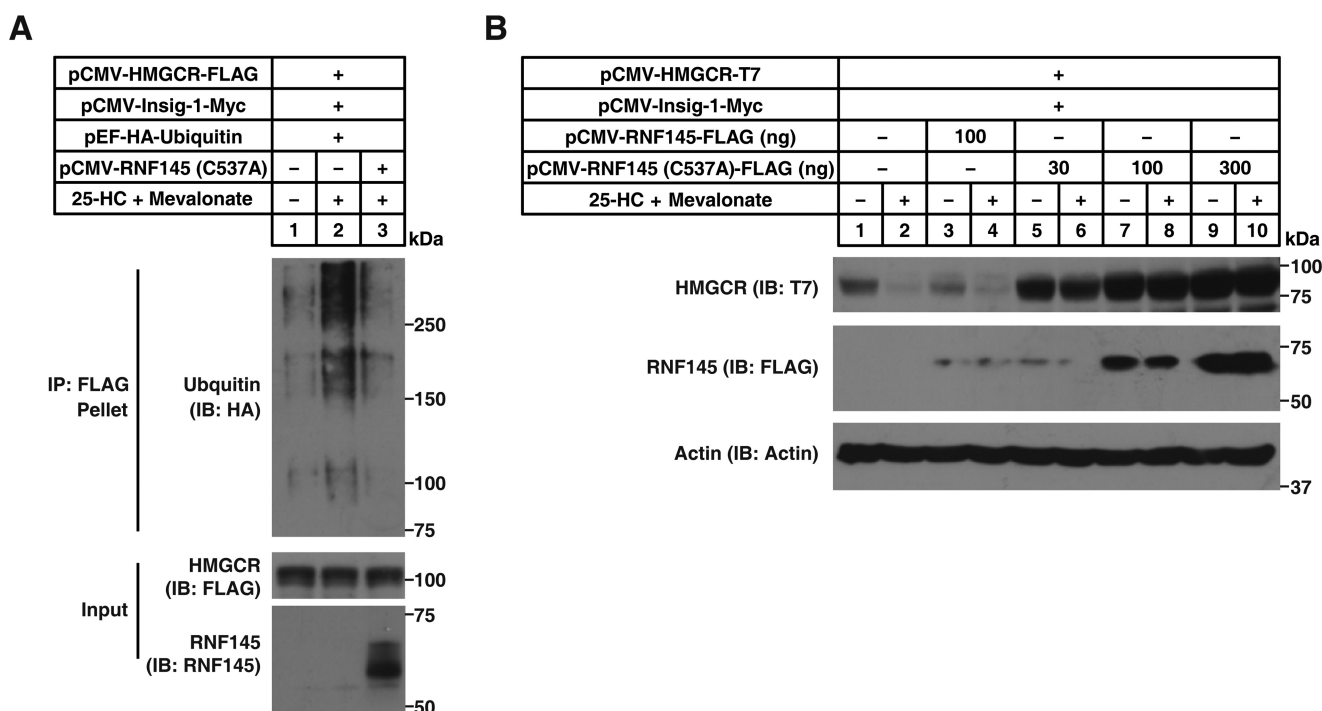 A
pCMV-HMGCR-FLAG +
pCMV-Insig-1-Myc +
pEF-HA-Ubiquitin +
pCMV-RNF145 (C537A) – – +
25-HC + Mevalonate – + +
1 2 3
kDa
250
IP: FLAG
Pellet
Ubquitin
(IB: HA)
150
100
75
Input
HMGCR
(IB: FLAG)
100
75
RNF145
(IB: RNF145)
50
B
pCMV-HMGCR-T7 +
pCMV-Insig-1-Myc +
pCMV-RNF145-FLAG (ng) – 100 – – –
pCMV-RNF145 (C537A)-FLAG (ng) – – 30 100 300
25-HC + Mevalonate – + – + – + – + – +
1 2 3 4 5 6 7 8 9 10
kDa
HMGCR (IB: T7)
100
75
RNF145 (IB: FLAG)
75
50
Actin (IB: Actin)
37